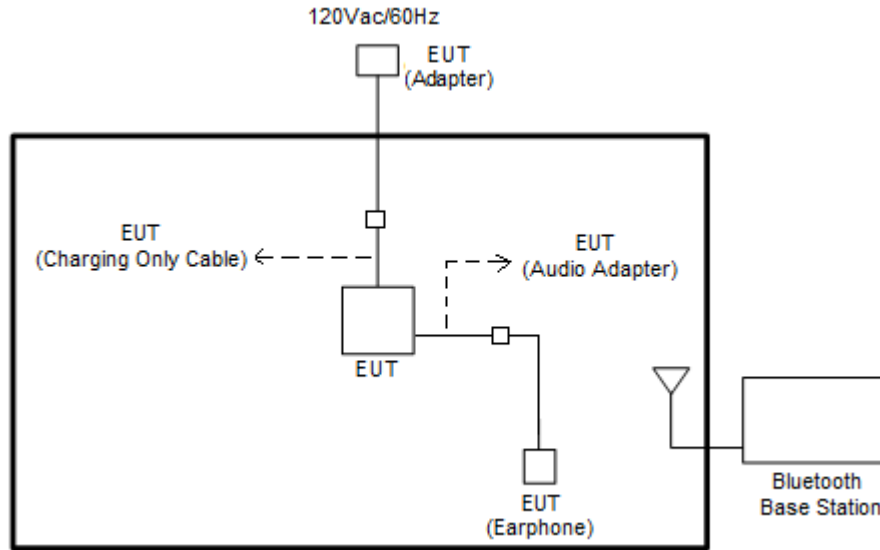 120Vac/60Hz
EUT
(Adapter)
EUT
(Charging Only Cable)
EUT
(Audio Adapter)
EUT
EUT
(Earphone)
Bluetooth
Base Station